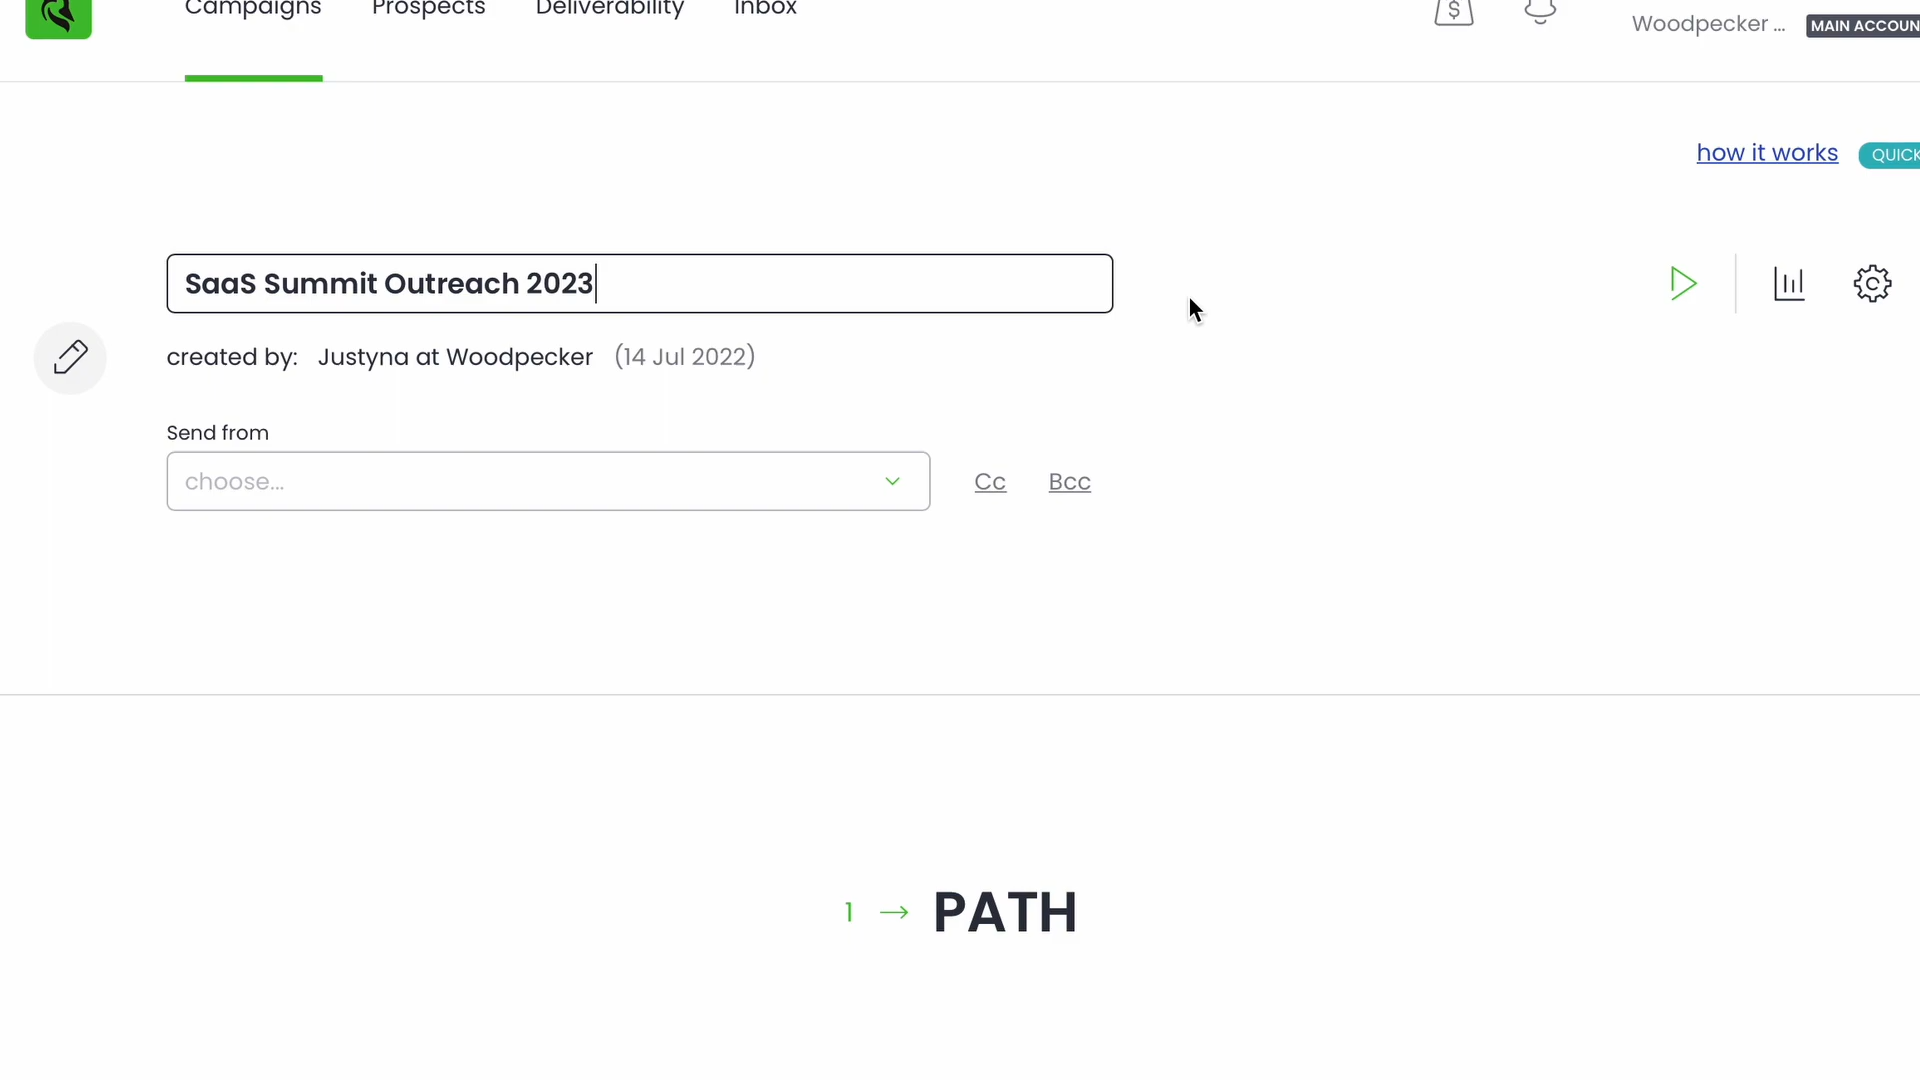 Campaigns Prospects Deliverability Inbox $ Woodpecker ... MAIN ACCOUN
how it works QUICK
SaaS Summit Outreach 2023
created by: Justyna at Woodpecker (14 Jul 2022)
Send from
choose... Cc Bcc
1 → PATH